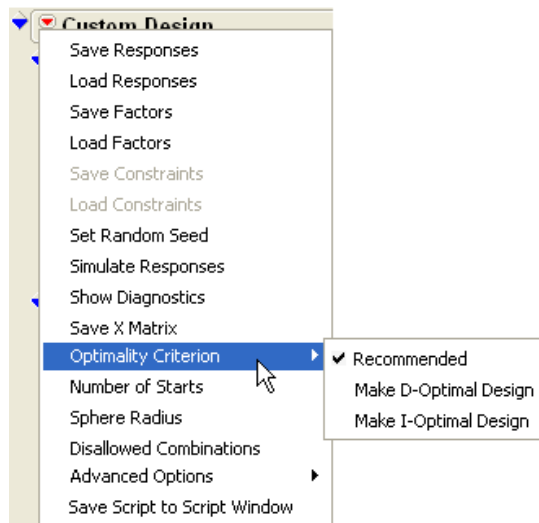 Custom Design
Save Responses
Load Responses
Save Factors
Load Factors
Save Constraints
Load Constraints
Set Random Seed
Simulate Responses
Show Diagnostics
Save X Matrix
Optimality Criterion
Recommended
Make D-Optimal Design
Make I-Optimal Design
Number of Starts
Sphere Radius
Disallowed Combinations
Advanced Options
Save Script to Script Window